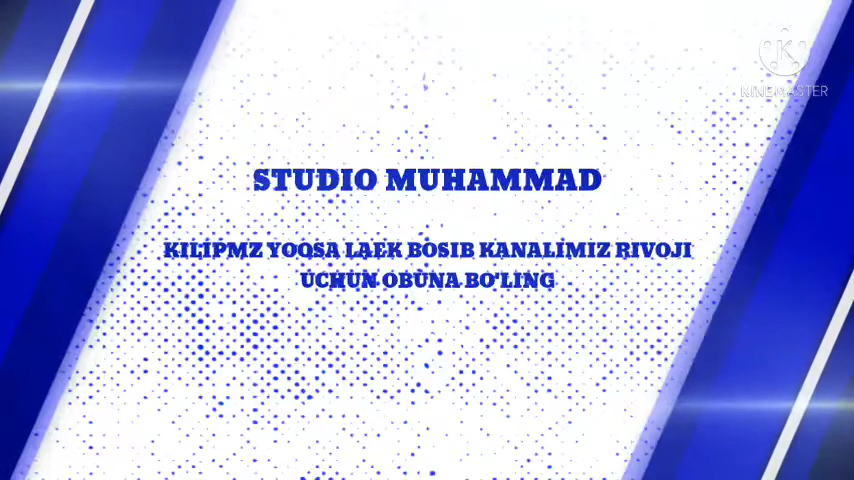 KINEMASTER
STUDIO MUHAMMAD
KILIPMZ YOQSA LAEK BOSIB KANALIMIZ RIVOJI
UCHUN OBUNA BO'LING